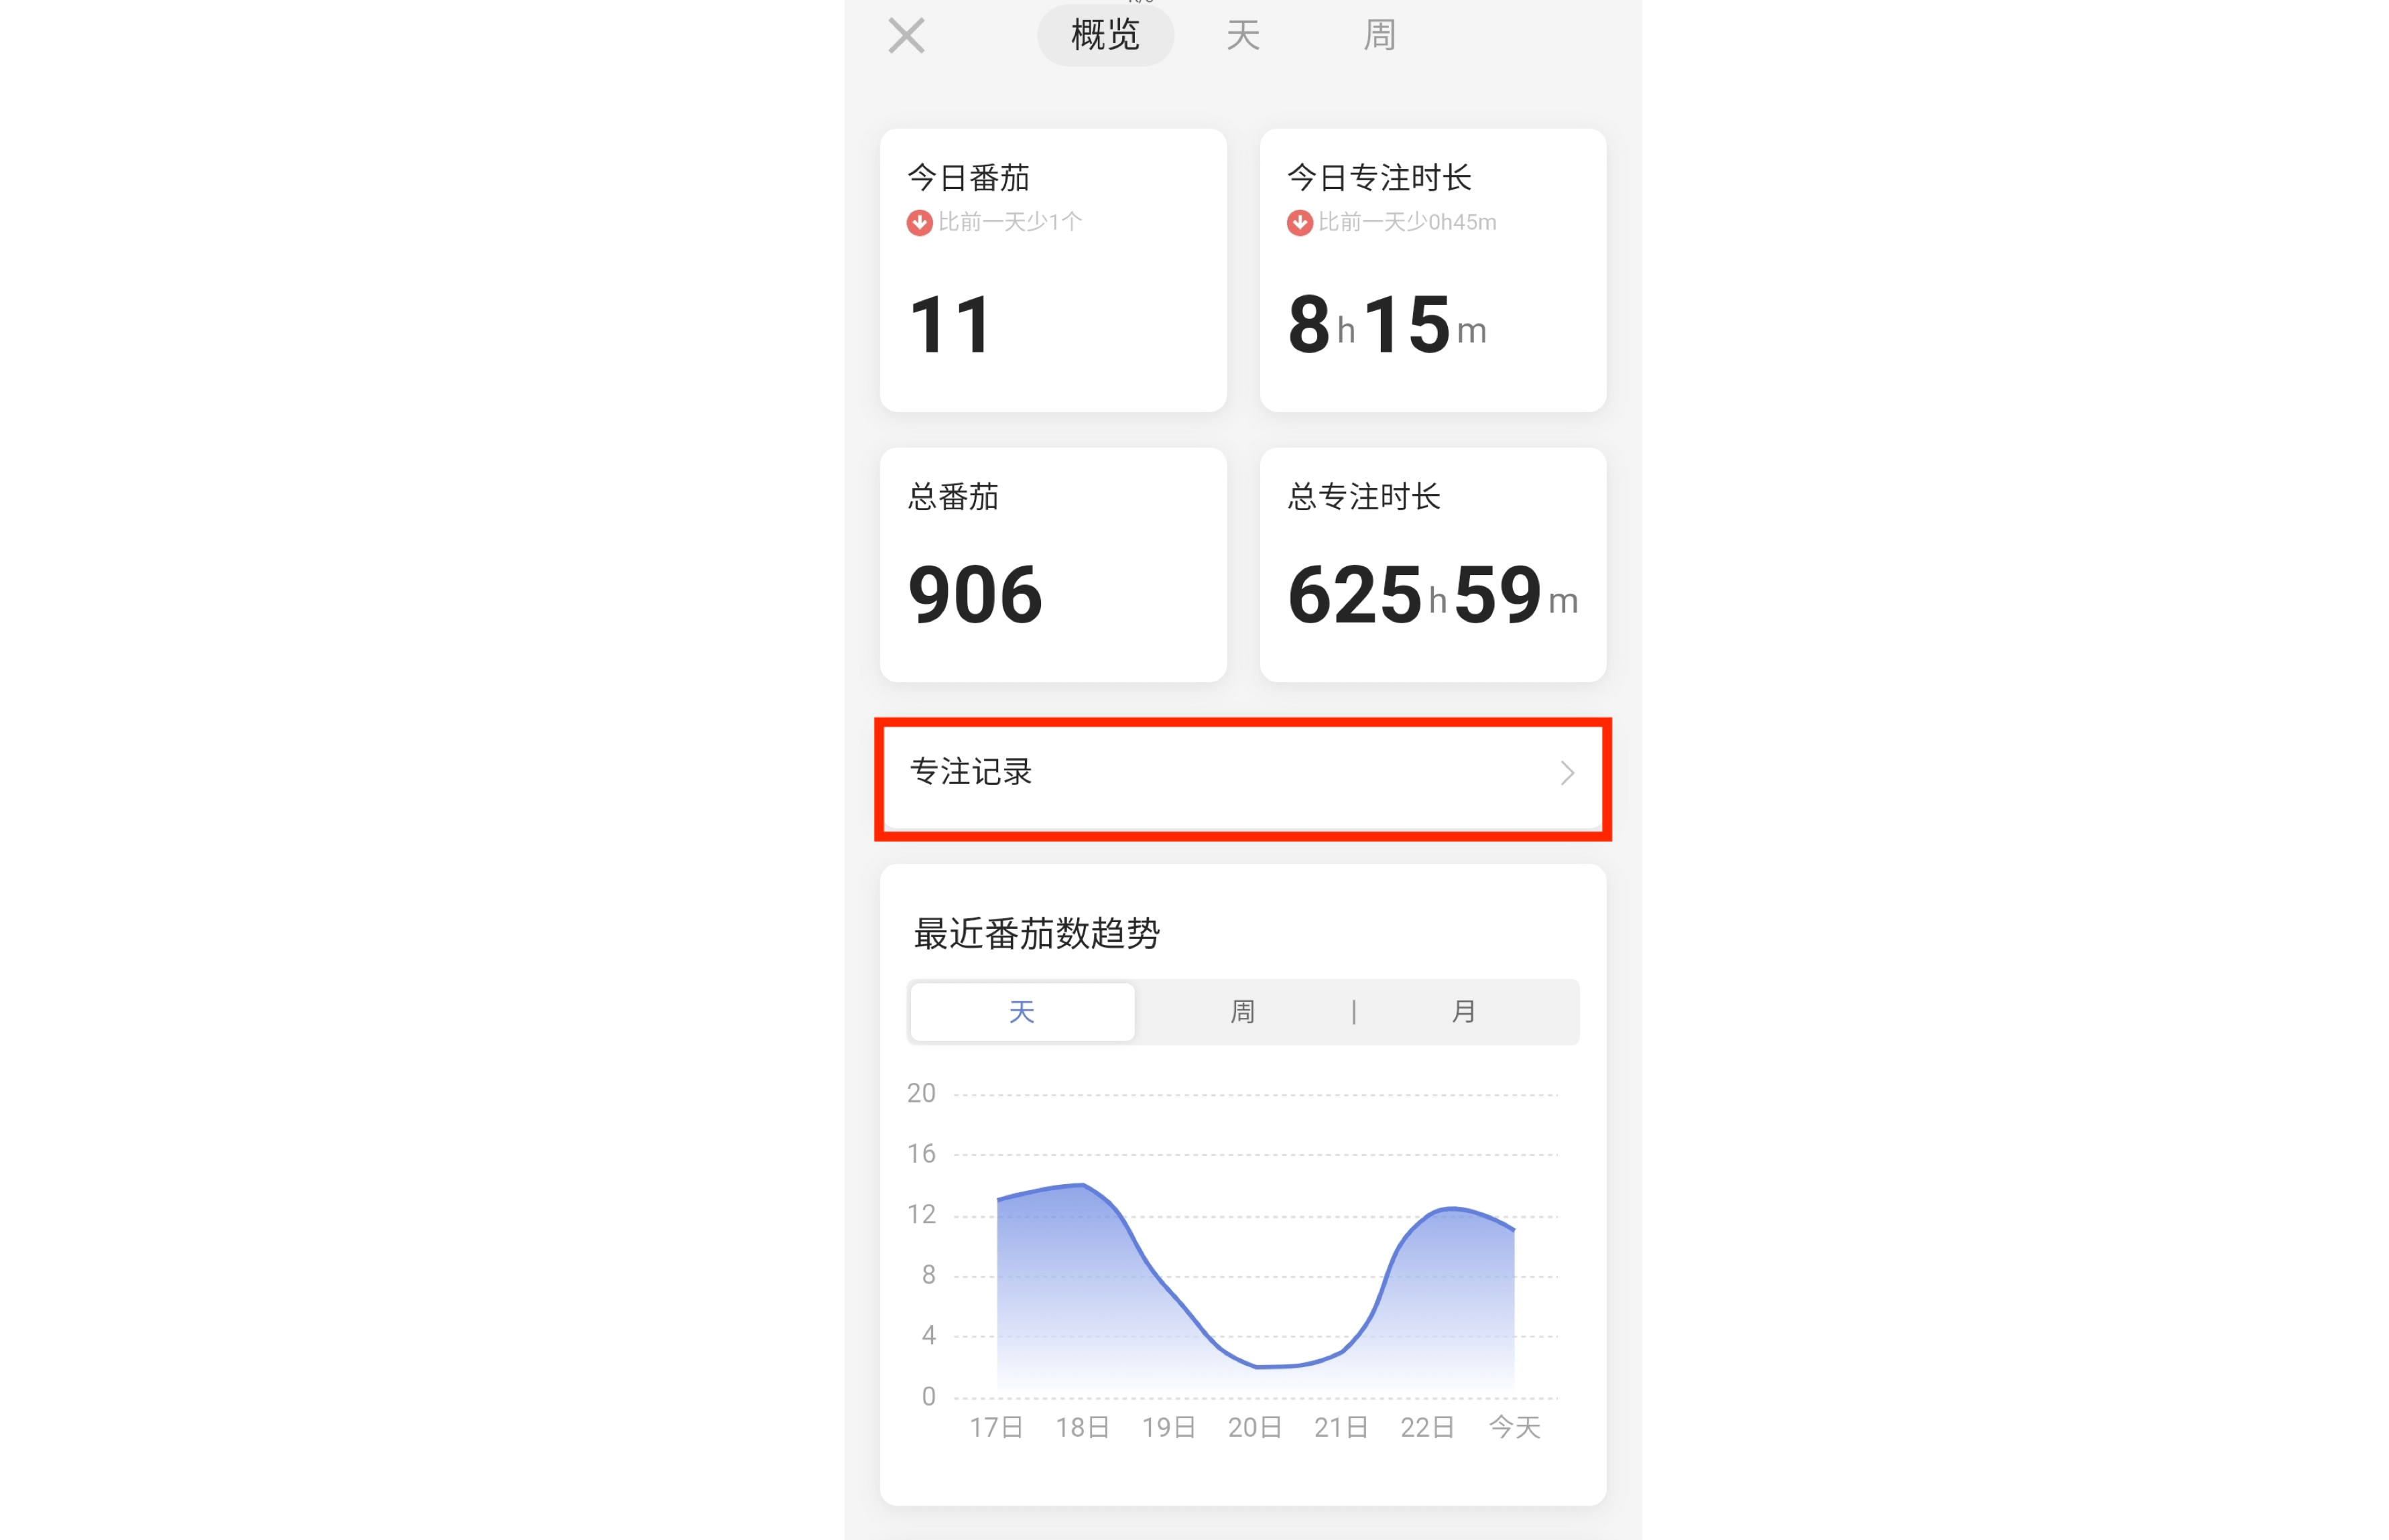 概览 天 周
今日番茄
比前一天少1个
11
今日专注时长
比前一天少0h45m
8h15m
总番茄
906
总专注时长
625h59m
专注记录
最近番茄数趋势
天 周 | 月
20
16
12
8
4
0
17日 18日 19日 20日 21日 22日 今天